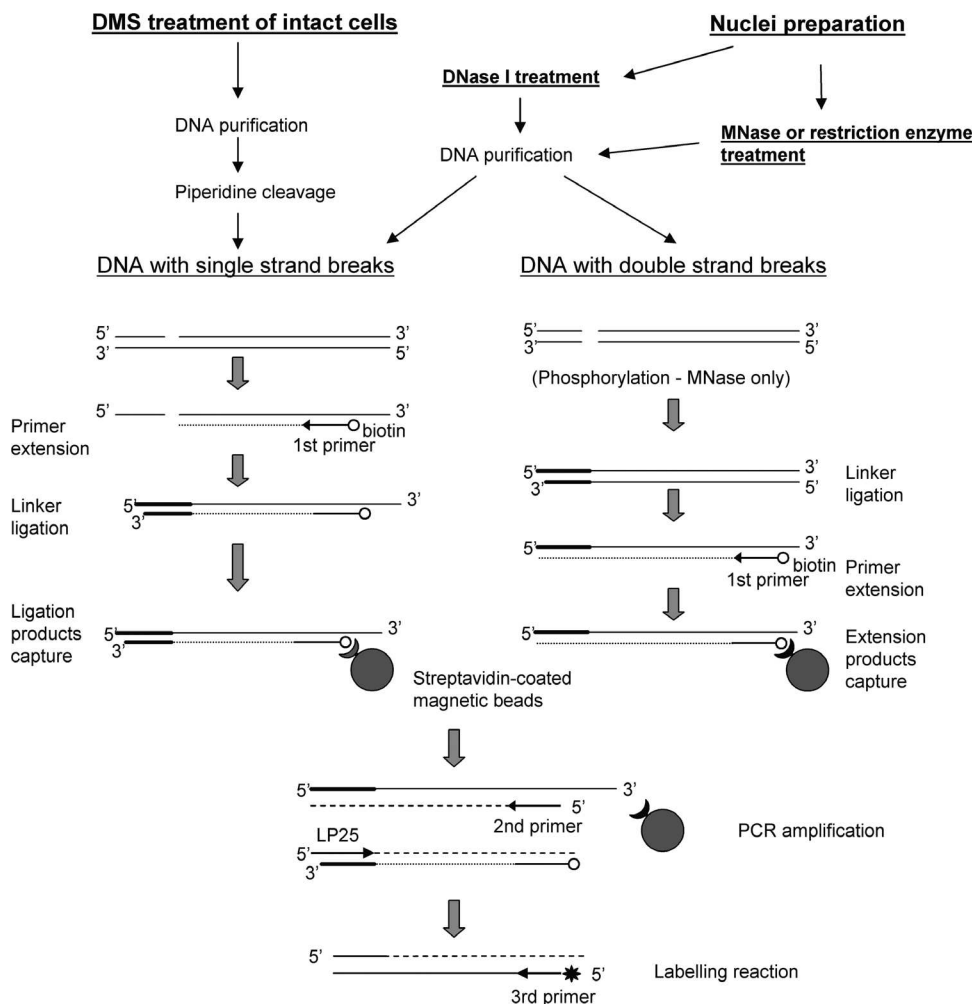 DMS treatment of intact cells
Nuclei preparation
DNase I treatment
DNA purification
MNase or restriction enzyme
treatment
DNA purification
Piperidine cleavage
DNA with single strand breaks
DNA with double strand breaks
5’ 3’
3’ 5’
5’ 3’
3’ 5’
(Phosphorylation - MNase only)
5’ 3’
Primer
extension
1st primer
biotin
5’ 3’
3’ 5’
Linker
ligation
Linker
ligation
5’ 3’
3’
5’ 3’
1st primer
biotin
Primer
extension
Ligation
products
capture
5’ 3’
3’
5’ 3’
Extension
products
capture
Streptavidin-coated
magnetic beads
5’ 3’
2nd primer
5’
PCR amplification
LP25
5’
3’
5’
3rd primer
5’
Labelling reaction